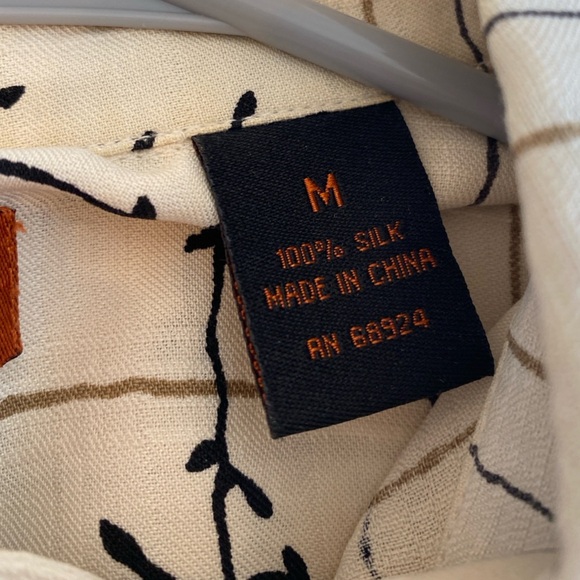 M
100% SILK
MADE IN CHINA
RN 68924